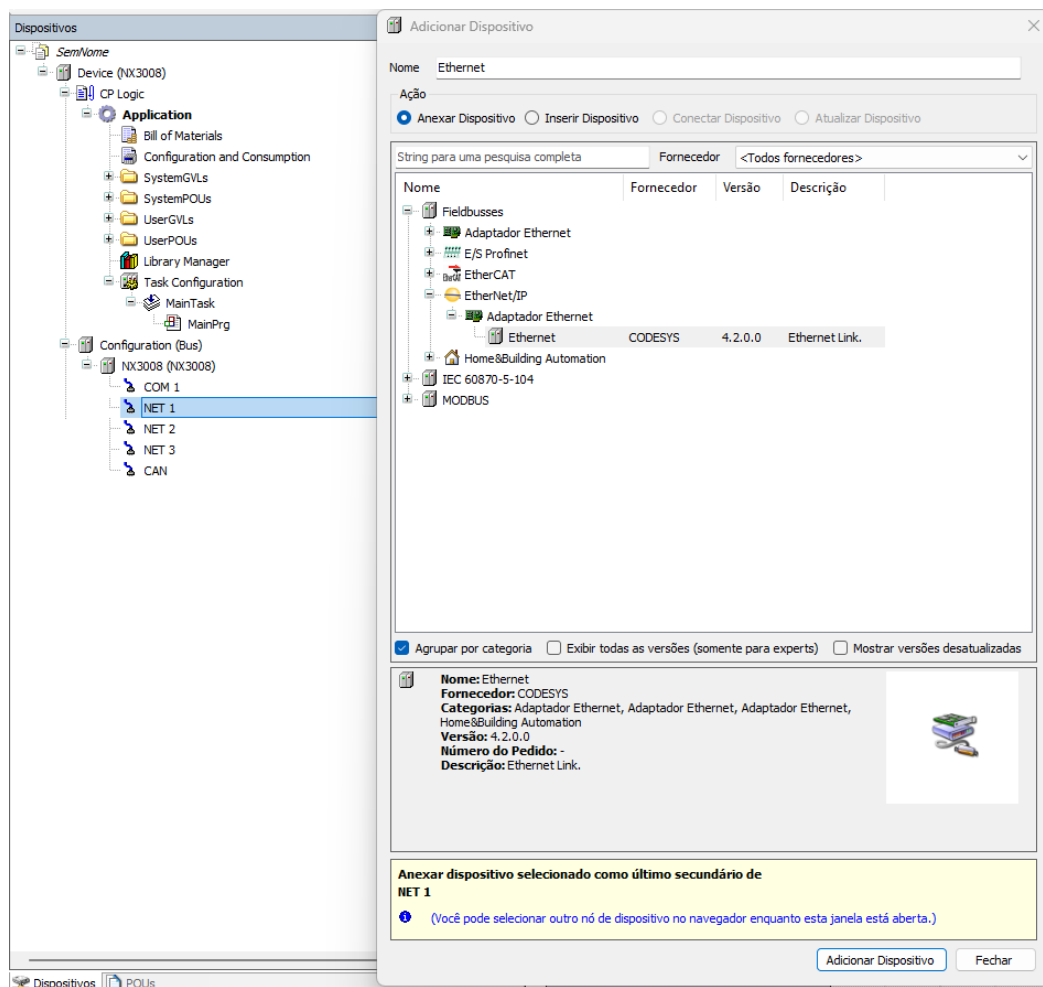 Dispositivos
SemNome
Device (NX3008)
CP Logic
Application
Bill of Materials
Configuration and Consumption
SystemGVLs
SystemPOUs
UserGVLs
UserPOUs
Library Manager
Task Configuration
MainTask
MainPrg
Configuration (Bus)
NX3008 (NX3008)
COM 1
NET 1
NET 2
NET 3
CAN
Dispositivos POUs
Adicionar Dispositivo
Nome Ethernet
Ação
Anexar Dispositivo Inserir Dispositivo Conectar Dispositivo Atualizar Dispositivo
String para uma pesquisa completa Fornecedor <Todos fornecedores>
Nome Fornecedor Versão Descrição
Fieldbusses
Adaptador Ethernet
E/S Profinet
EtherCAT
EtherNet/IP
Adaptador Ethernet
Ethernet CODESYS 4.2.0.0 Ethernet Link.
Home&Building Automation
IEC 60870-5-104
MODBUS
Agrupar por categoria Exibir todas as versões (somente para experts) Mostrar versões desatualizadas
Nome: Ethernet
Fornecedor: CODESYS
Categorias: Adaptador Ethernet, Adaptador Ethernet, Adaptador Ethernet,
Home&Building Automation
Versão: 4.2.0.0
Número do Pedido: -
Descrição: Ethernet Link.
Anexar dispositivo selecionado como último secundário de
NET 1
(Você pode selecionar outro nó de dispositivo no navegador enquanto esta janela está aberta.)
Adicionar Dispositivo Fechar